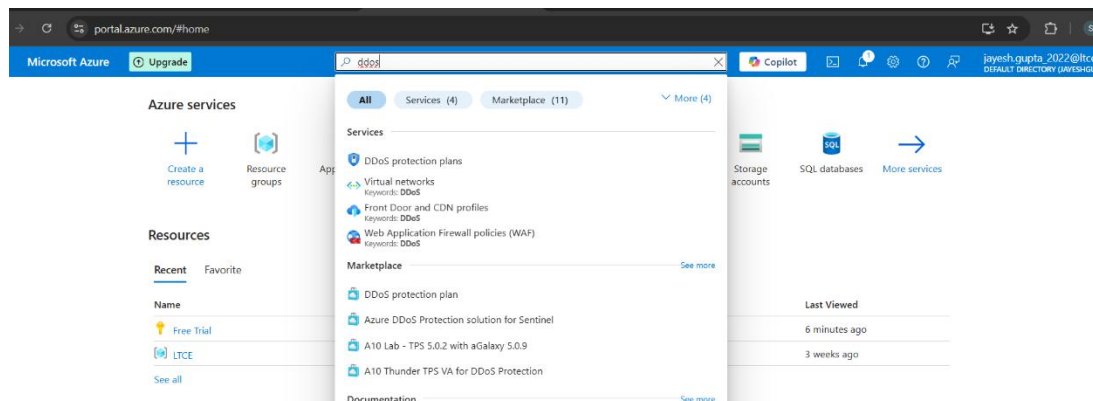 portal.azure.com/#home
Microsoft Azure
Upgrade
ddos
Copilot
1
jayesh.gupta_2022@ltce
DEFAULT DIRECTORY
Azure services
All
Services (4)
Marketplace (11)
More (4)
Services
DDoS protection plans
Virtual networks
Keywords: DDoS
Front Door and CDN profiles
Keywords: DDoS
Web Application Firewall policies (WAF)
Keywords: DDoS
Marketplace
See more
DDoS protection plan
Azure DDoS Protection solution for Sentinel
A10 Lab - TPS 5.0.2 with aGalaxy 5.0.9
A10 Thunder TPS VA for DDoS Protection
Documentation
See more
Create a
resource
Resource
groups
App
Storage
accounts
SQL
SQL databases
More services
Resources
Recent
Favorite
Name
Last Viewed
Free Trial
6 minutes ago
LTCE
3 weeks ago
See all